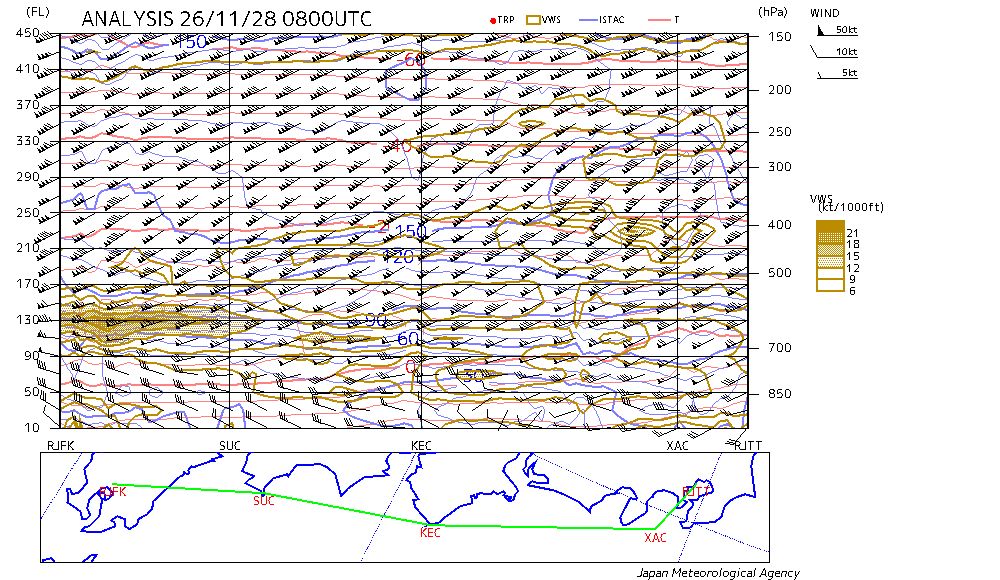 ANALYSIS 26/11/28 0800UTC
(FL)
TRP VWS ISTAC T
(hPa)
WIND
50kt
10kt
5kt
450
410
370
330
290
250
210
170
130
90
50
10
150
60
40
150
120
90
60
0
30
150
200
250
300
400
500
700
850
VWS
(kt/1000ft)
21
18
15
12
9
6
RJFK SUC KEC XAC RJTT
RJFK
SUC
KEC
XAC
RJTT
Japan Meteorological Agency